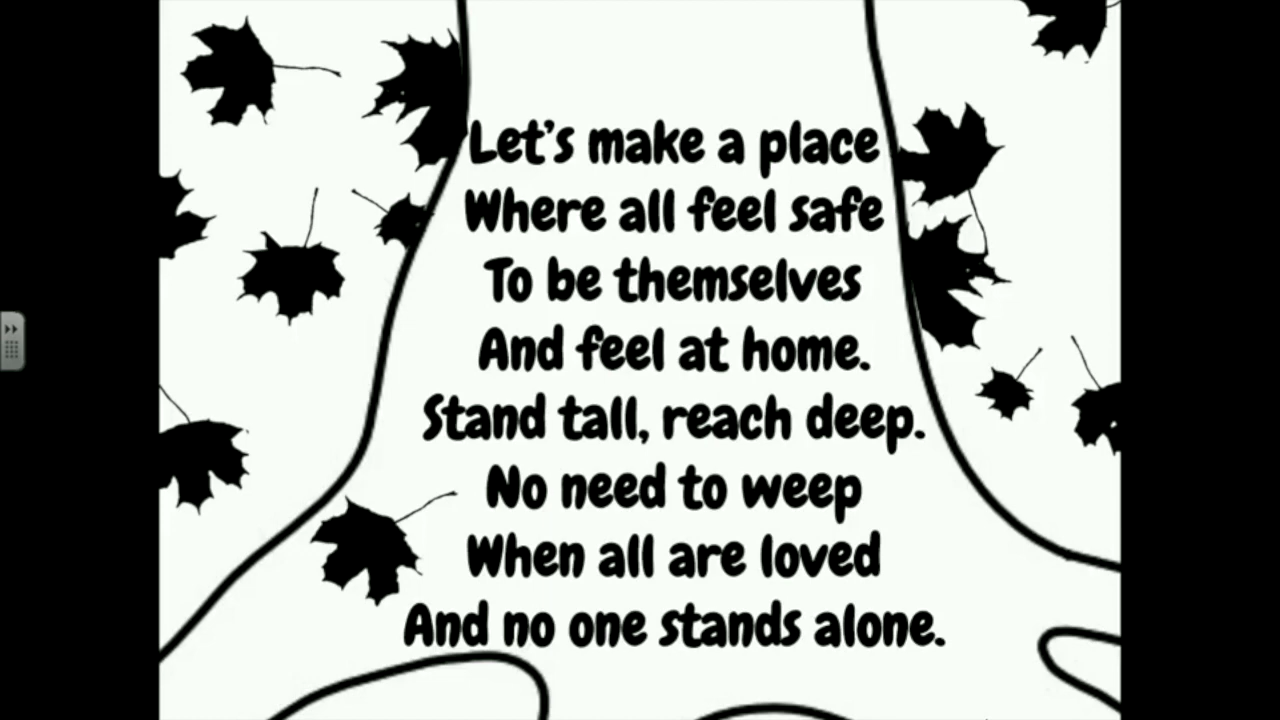 Let's make a place
Where all feel safe
To be themselves
And feel at home.
Stand tall, reach deep.
No need to weep
When all are loved
And no one stands alone.